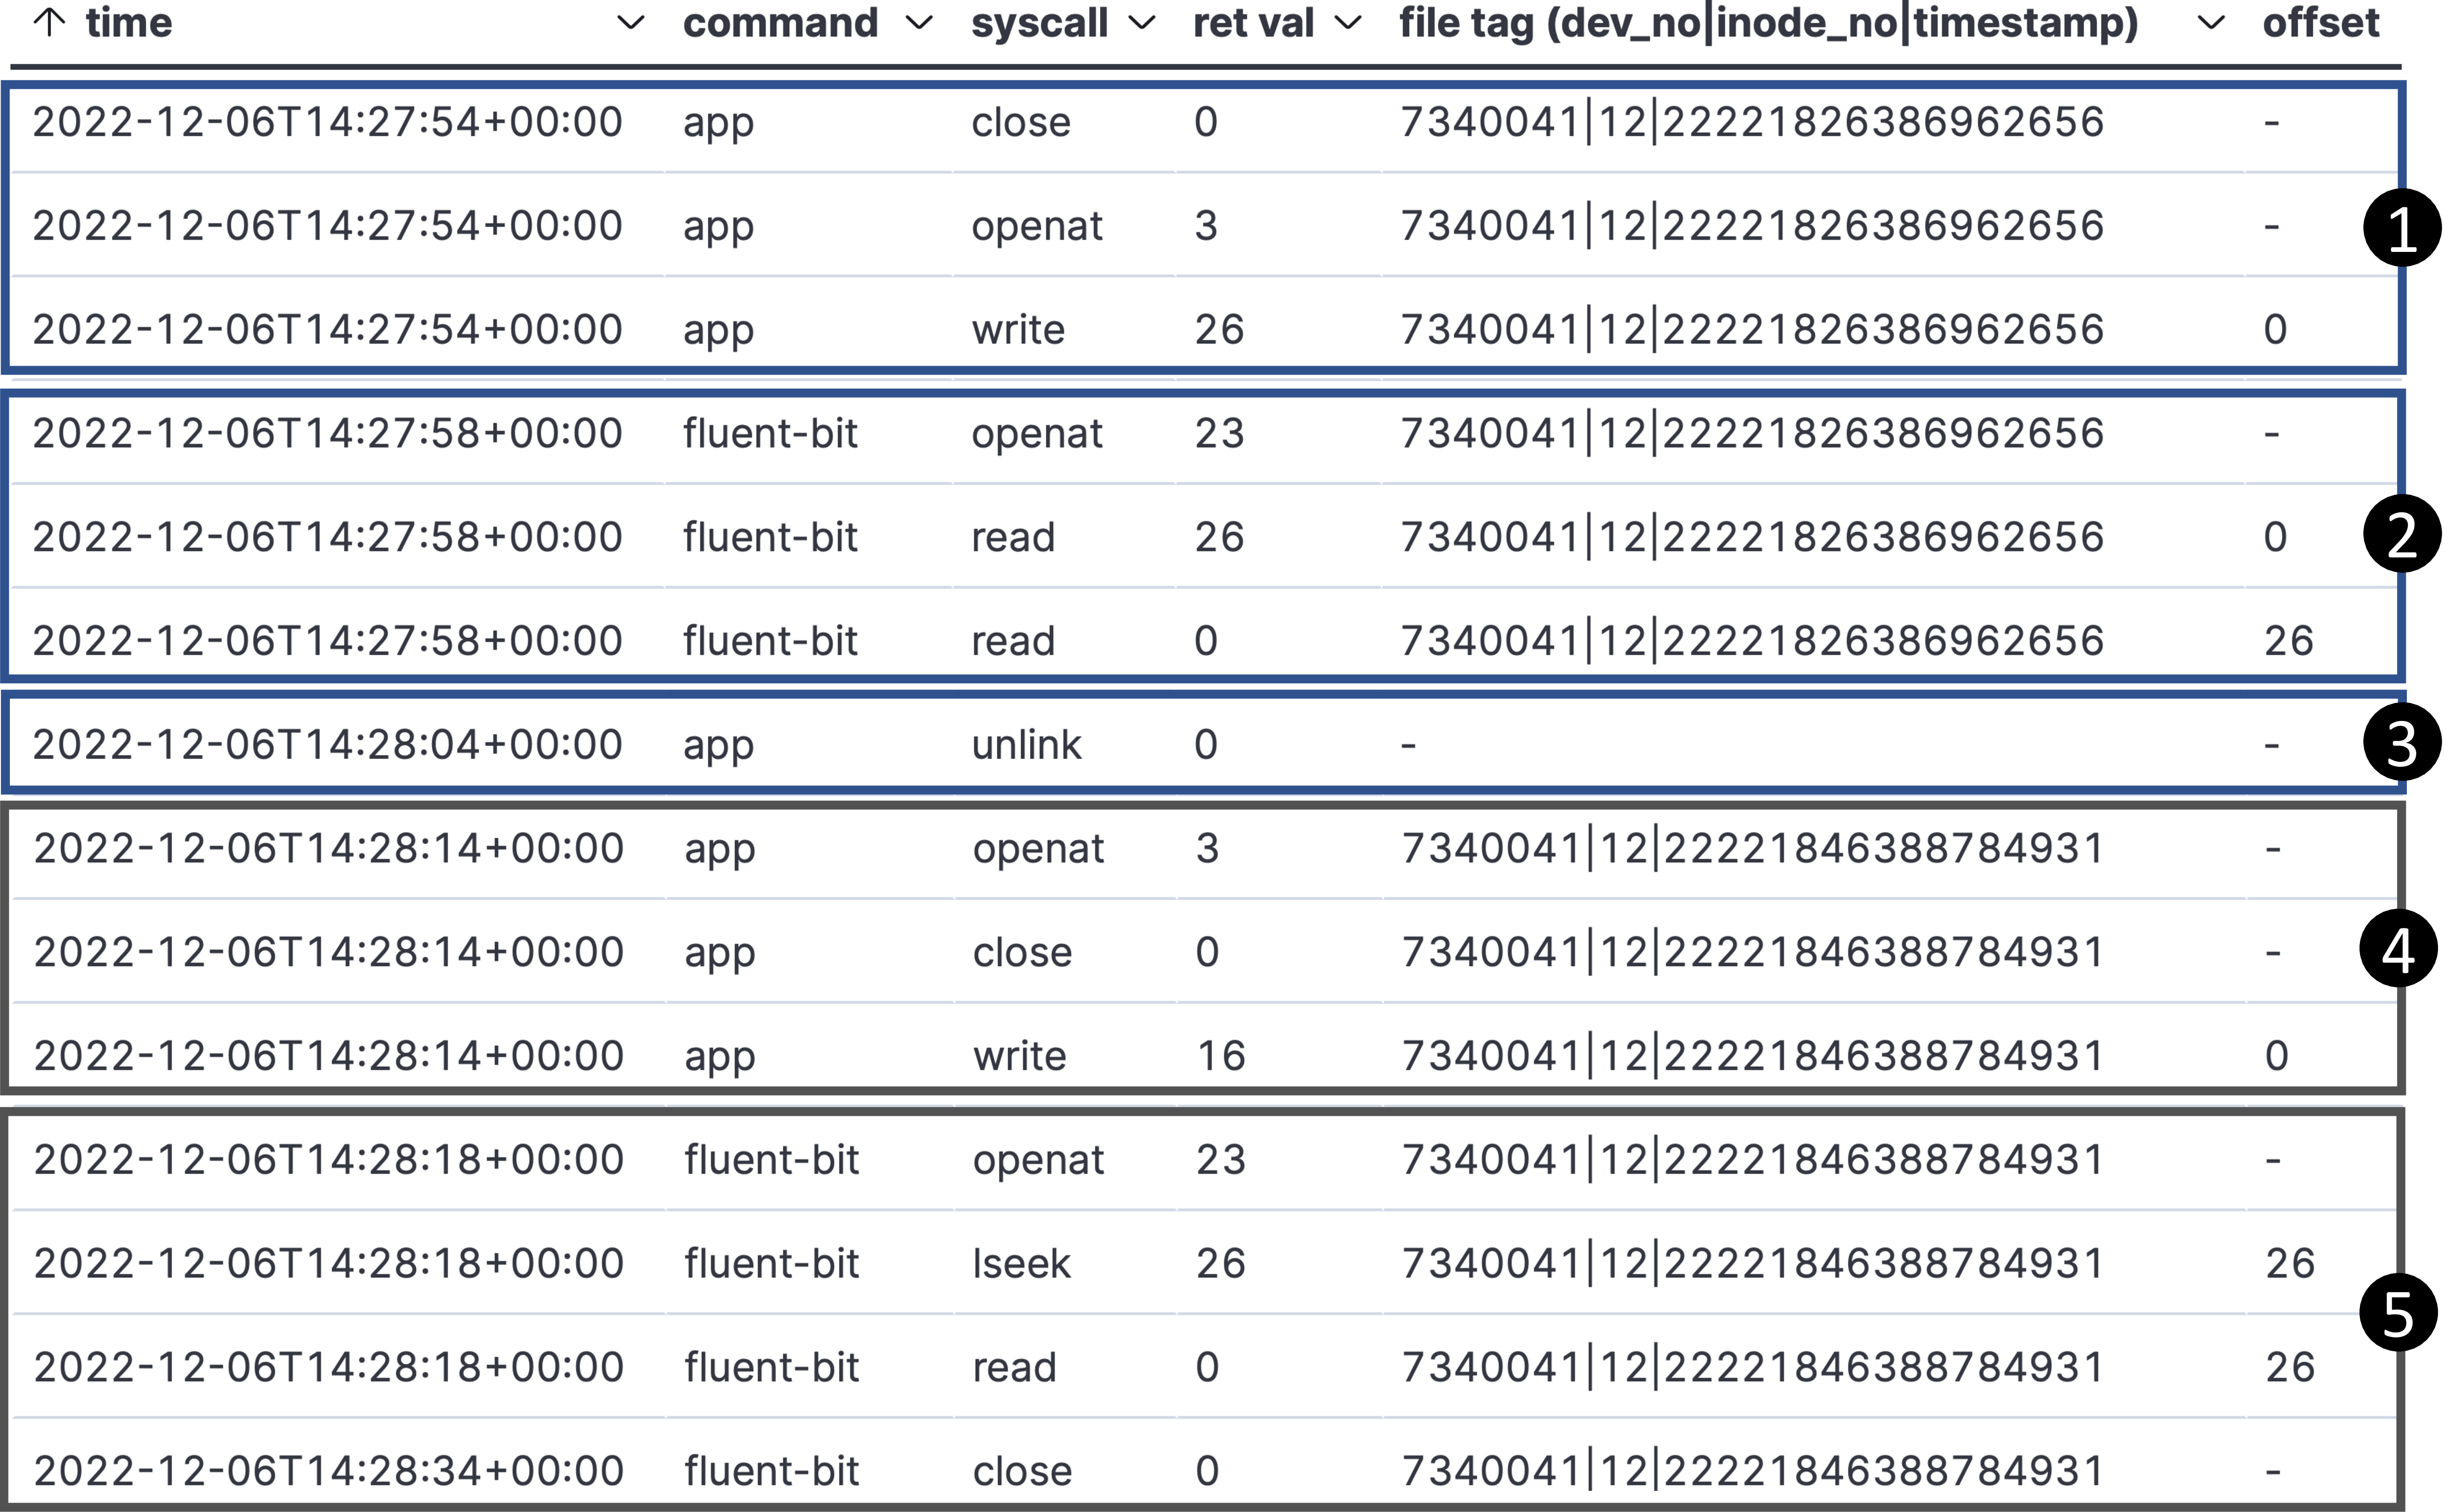 ↑ time command syscall ret val file tag (dev_no|inode_no|timestamp) offset
2022-12-06T14:27:54+00:00 app close 0 7340041|12|22221826386962656 -
2022-12-06T14:27:54+00:00 app openat 3 7340041|12|22221826386962656 -
1
2022-12-06T14:27:54+00:00 app write 26 7340041|12|22221826386962656 0
2022-12-06T14:27:58+00:00 fluent-bit openat 23 7340041|12|22221826386962656 -
2022-12-06T14:27:58+00:00 fluent-bit read 26 7340041|12|22221826386962656 0
2
2022-12-06T14:27:58+00:00 fluent-bit read 0 7340041|12|22221826386962656 26
2022-12-06T14:28:04+00:00 app unlink 0 - -
3
2022-12-06T14:28:14+00:00 app openat 3 7340041|12|22221846388784931 -
2022-12-06T14:28:14+00:00 app close 0 7340041|12|22221846388784931 -
4
2022-12-06T14:28:14+00:00 app write 16 7340041|12|22221846388784931 0
2022-12-06T14:28:18+00:00 fluent-bit openat 23 7340041|12|22221846388784931 -
2022-12-06T14:28:18+00:00 fluent-bit lseek 26 7340041|12|22221846388784931 26
5
2022-12-06T14:28:18+00:00 fluent-bit read 0 7340041|12|22221846388784931 26
2022-12-06T14:28:34+00:00 fluent-bit close 0 7340041|12|22221846388784931 -